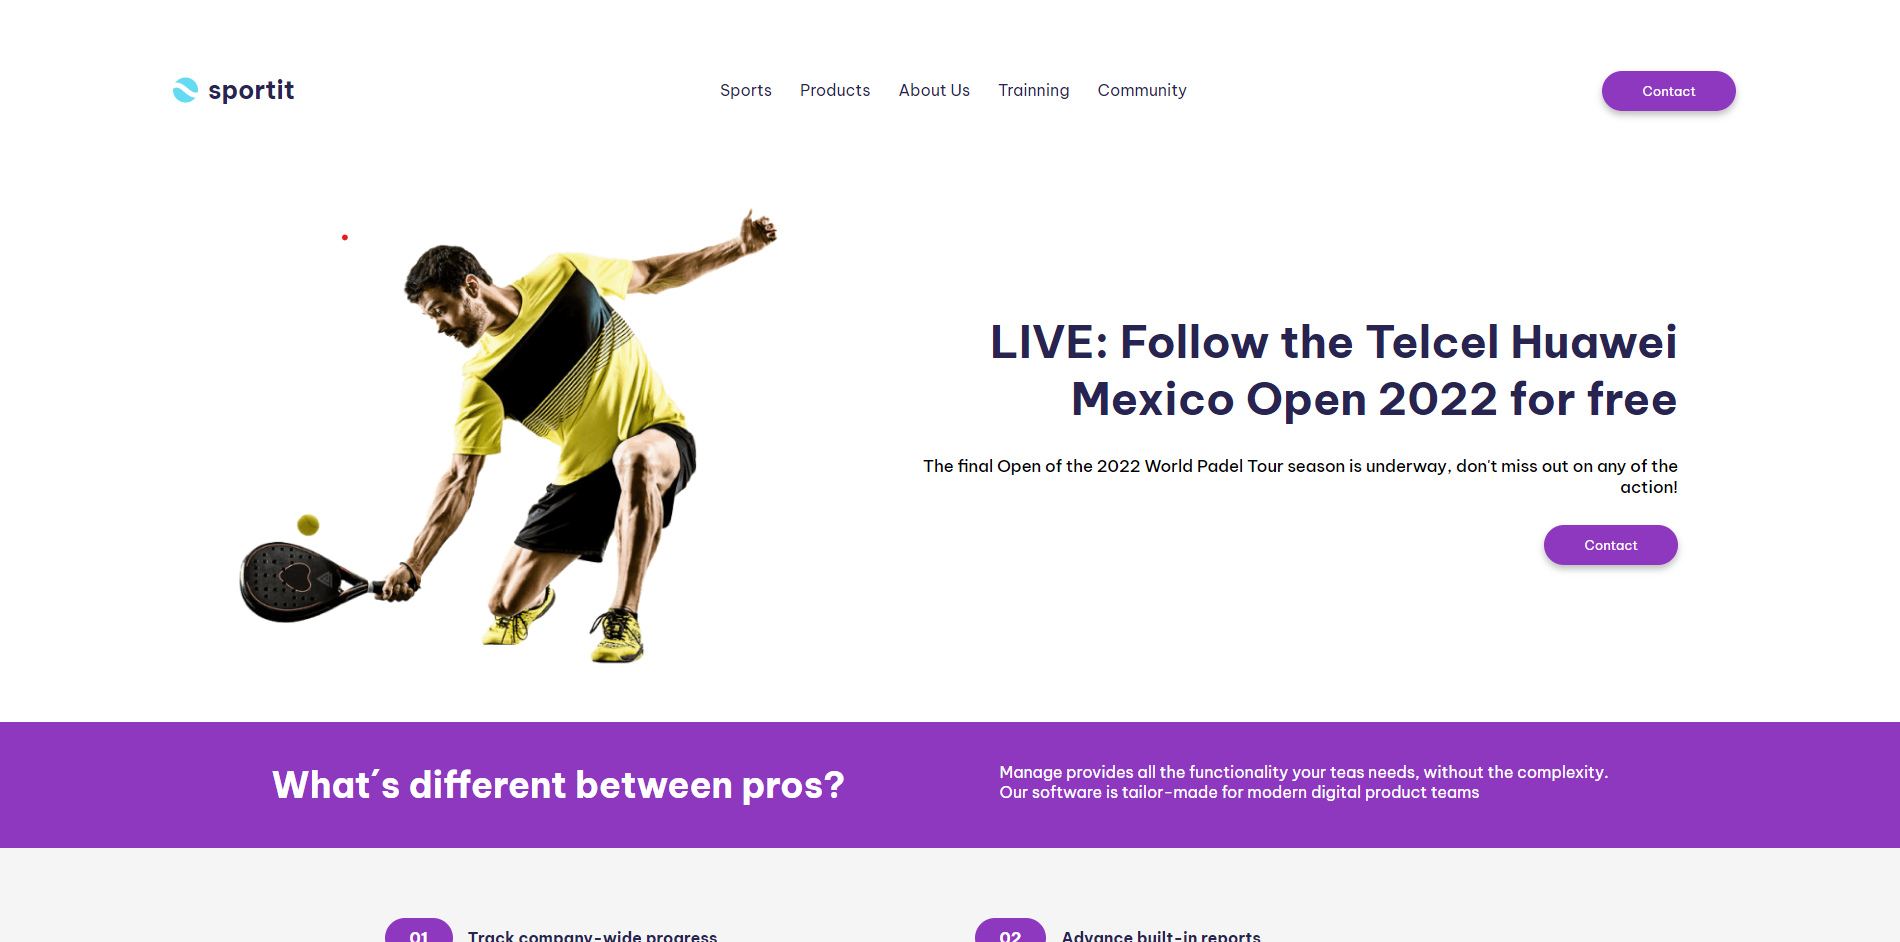 sportit
Sports Products About Us Trainning Community
Contact
LIVE: Follow the Telcel Huawei
Mexico Open 2022 for free
The final Open of the 2022 World Padel Tour season is underway, don't miss out on any of the
action!
Contact
What´s different between pros?
Manage provides all the functionality your teas needs, without the complexity.
Our software is tailor-made for modern digital product teams
01 Track company-wide progress
02 Advance built-in reports